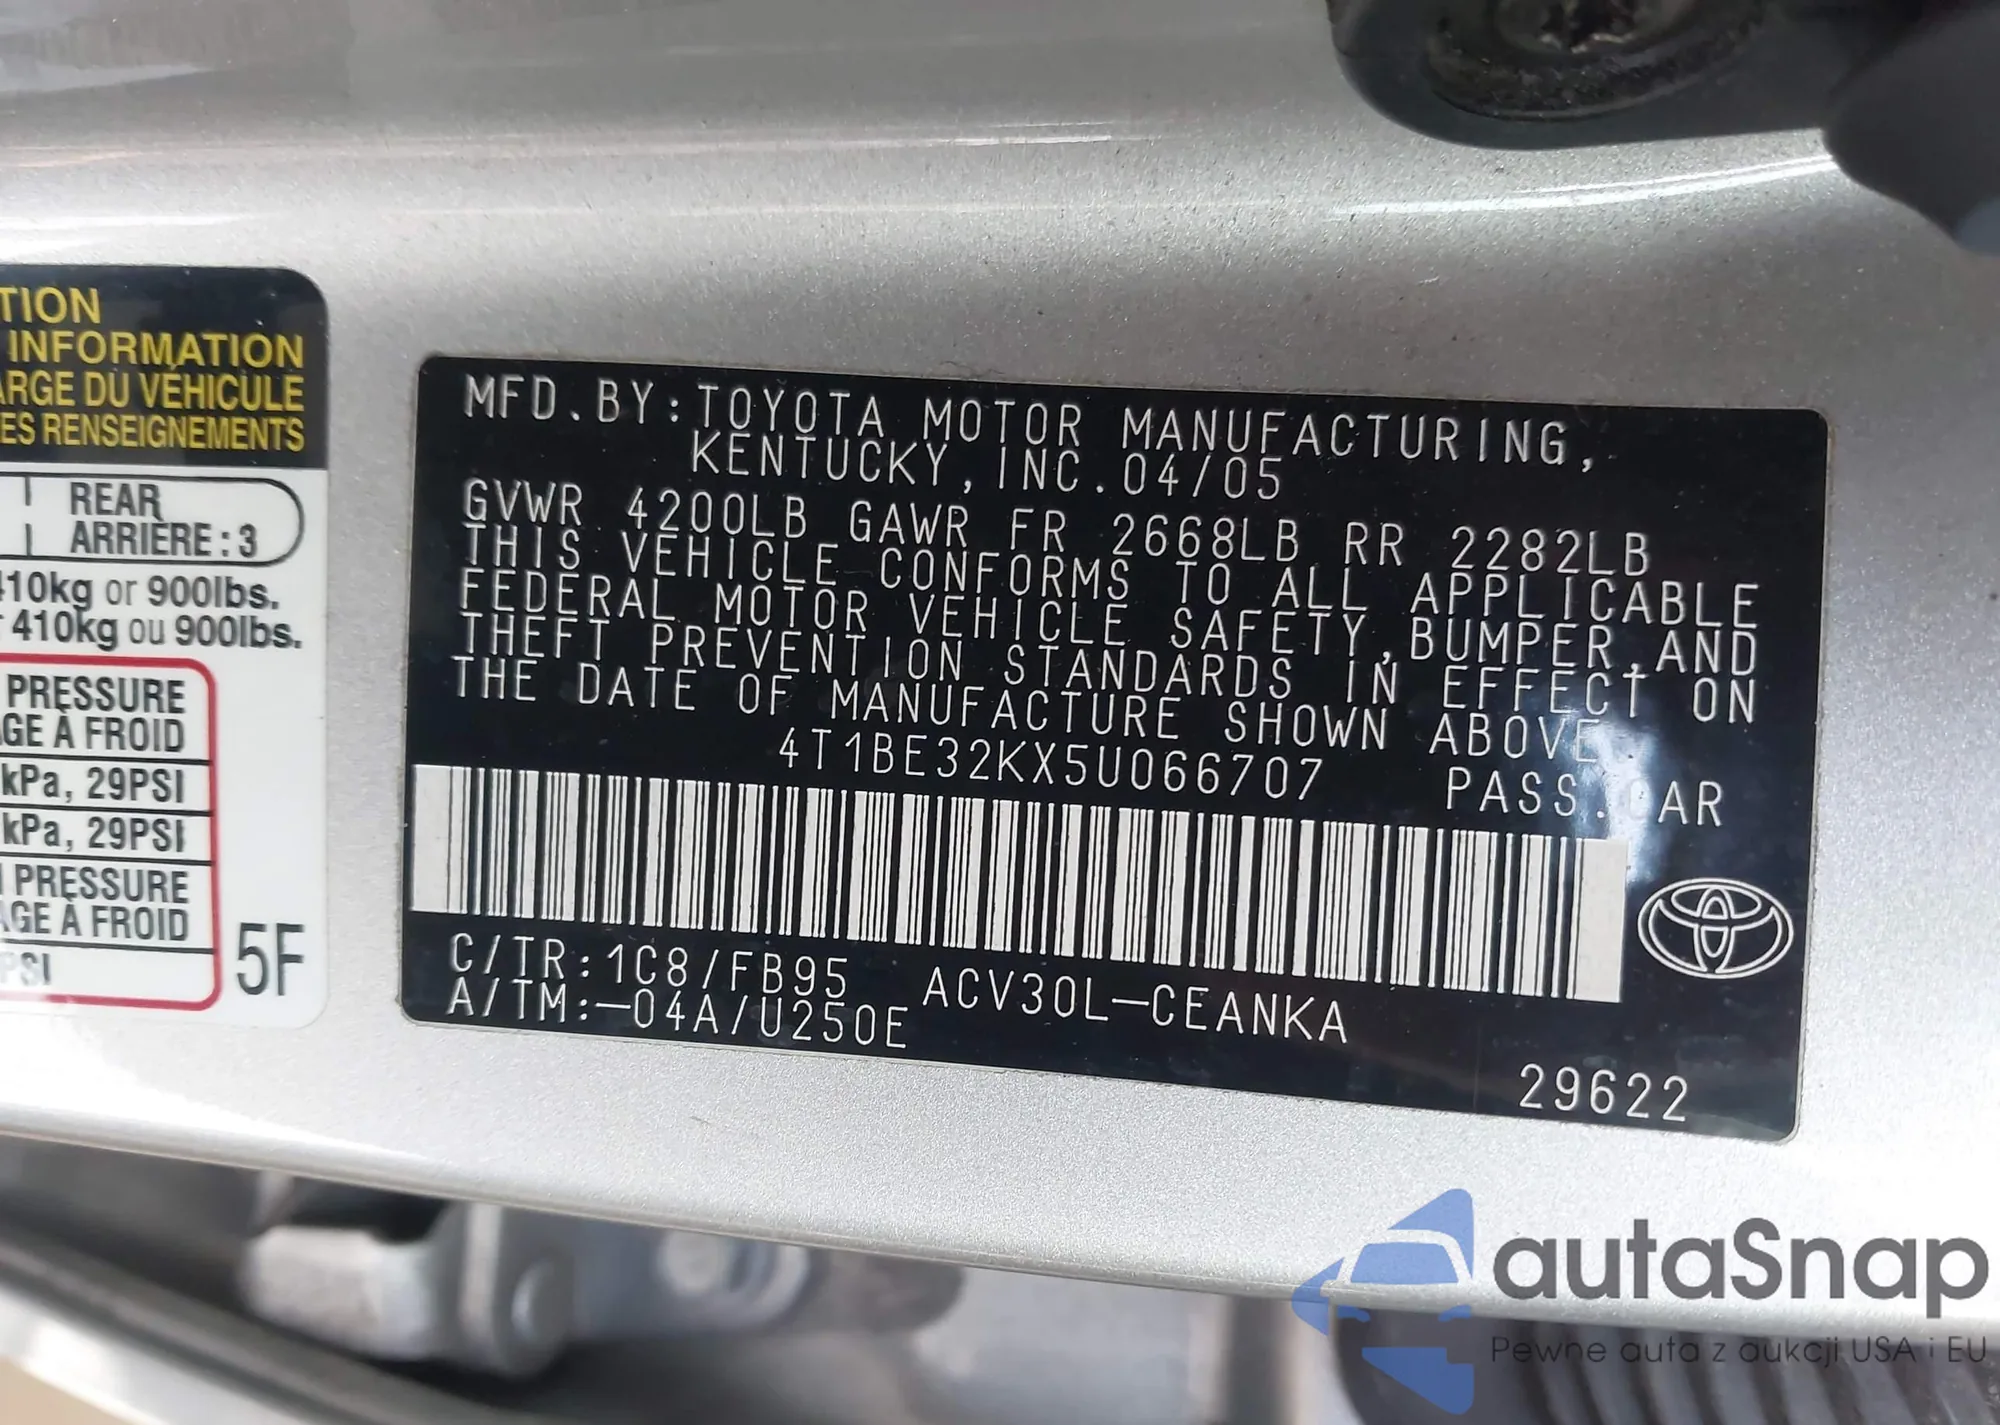 TION
INFORMATION
ARGE DU VÉHICULE
ES RENSEIGNEMENTS
REAR
ARRIÈRE : 3
410kg or 900lbs.
410kg ou 900lbs.
PRESSURE
GE À FROID
kPa, 29PSI
kPa, 29PSI
PRESSURE
GE À FROID
PSI
5F
MFD.BY:TOYOTA MOTOR MANUFACTURING,
KENTUCKY,INC.04/05
GVWR 4200LB GAWR FR 2668LB RR 2282LB
THIS VEHICLE CONFORMS TO ALL APPLICABLE
FEDERAL MOTOR VEHICLE SAFETY,BUMPER,AND
THEFT PREVENTION STANDARDS IN EFFECT ON
THE DATE OF MANUFACTURE SHOWN ABOVE.
4T1BE32KX5U066707 PASS.CAR
C/TR:1C8/FB95 ACV30L-CEANKA
A/TM:-04A/U250E
29622
autaSnap
Pewne auta z aukcji USA i EU